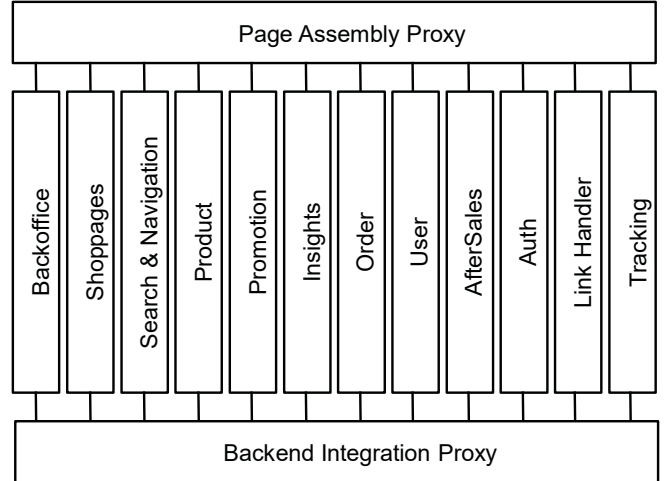 Page Assembly Proxy
Backoffice
Shoppages
Search & Navigation
Product
Promotion
Insights
Order
User
AfterSales
Auth
Link Handler
Tracking
Backend Integration Proxy